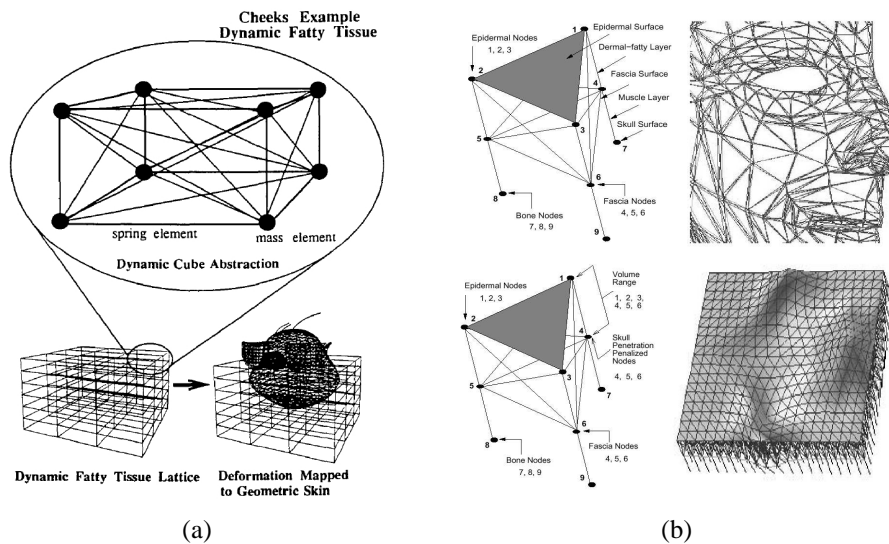 Cheeks Example
Dynamic Fatty Tissue
spring element
mass element
Dynamic Cube Abstraction
Dynamic Fatty Tissue Lattice
Deformation Mapped
to Geometric Skin
(a)
Epidermal Nodes
1, 2, 3
Epidermal Surface
Dermal-fatty Layer
Fascia Surface
Muscle Layer
Skull Surface
1
2
3
4
5
6
7
8
9
Bone Nodes
7, 8, 9
Fascia Nodes
4, 5, 6
Epidermal Nodes
1, 2, 3
Volume
Range
1, 2, 3,
4, 5, 6
Skull
Penetration
Penalized
Nodes
4, 5, 6
1
2
3
4
5
6
7
8
9
Bone Nodes
7, 8, 9
Fascia Nodes
4, 5, 6
(b)